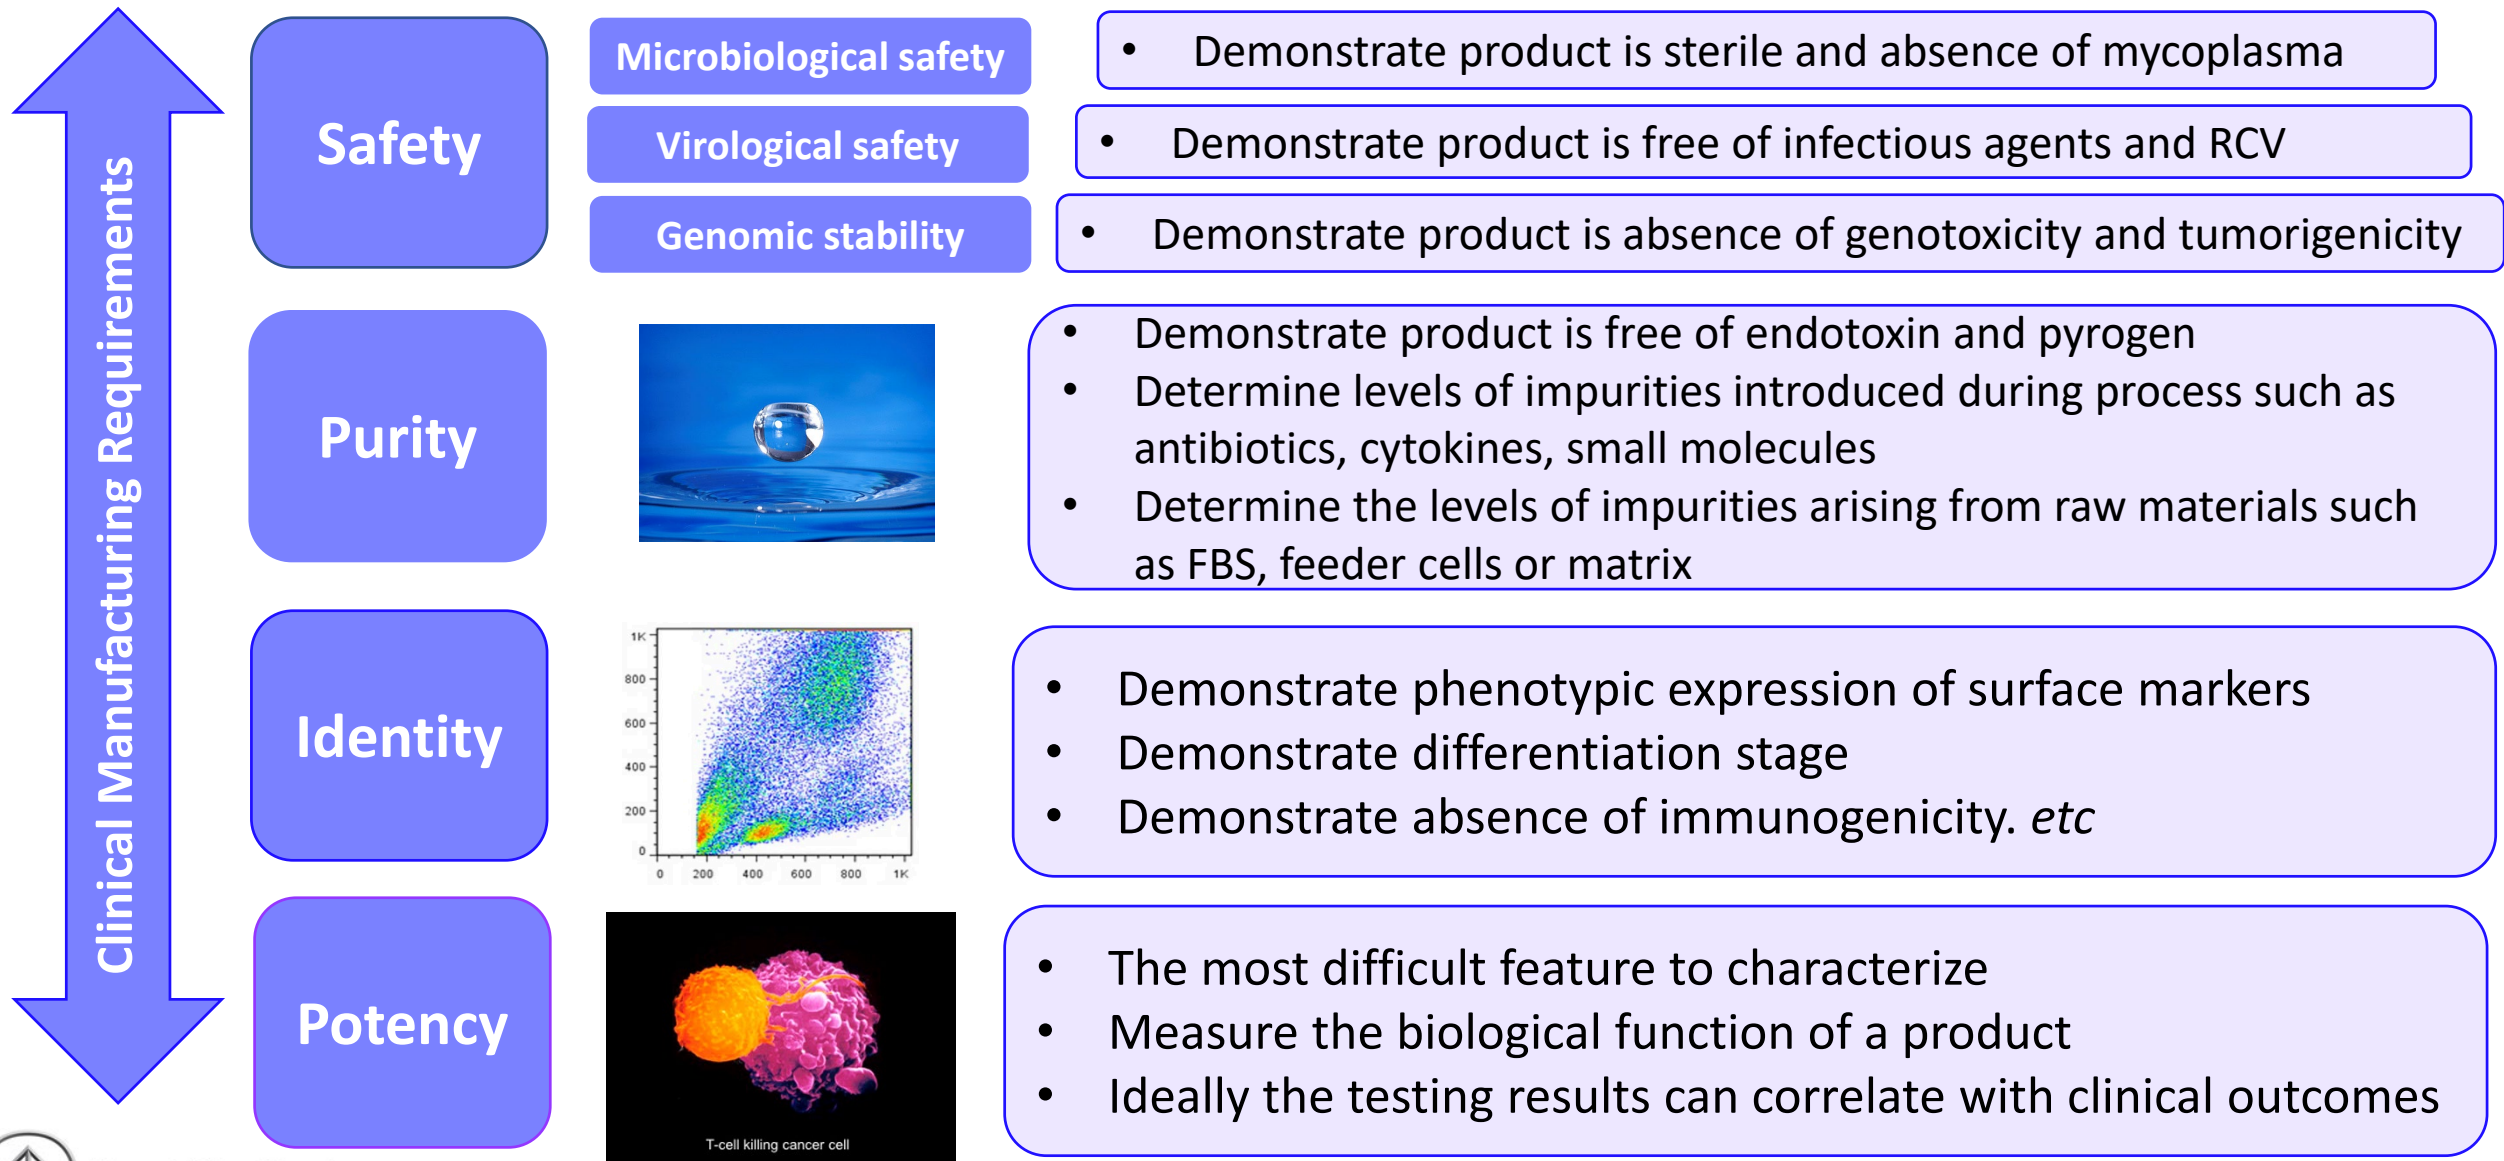 Clinical Manufacturing Requirements
Safety
Microbiological safety
• Demonstrate product is sterile and absence of mycoplasma
Virological safety
• Demonstrate product is free of infectious agents and RCV
Genomic stability
• Demonstrate product is absence of genotoxicity and tumorigenicity
Purity
• Demonstrate product is free of endotoxin and pyrogen
• Determine levels of impurities introduced during process such as
antibiotics, cytokines, small molecules
• Determine the levels of impurities arising from raw materials such
as FBS, feeder cells or matrix
Identity
1K
800
600
400
200
0
0 200 400 600 800 1K
• Demonstrate phenotypic expression of surface markers
• Demonstrate differentiation stage
• Demonstrate absence of immunogenicity. etc
Potency
T-cell killing cancer cell
• The most difficult feature to characterize
• Measure the biological function of a product
• Ideally the testing results can correlate with clinical outcomes